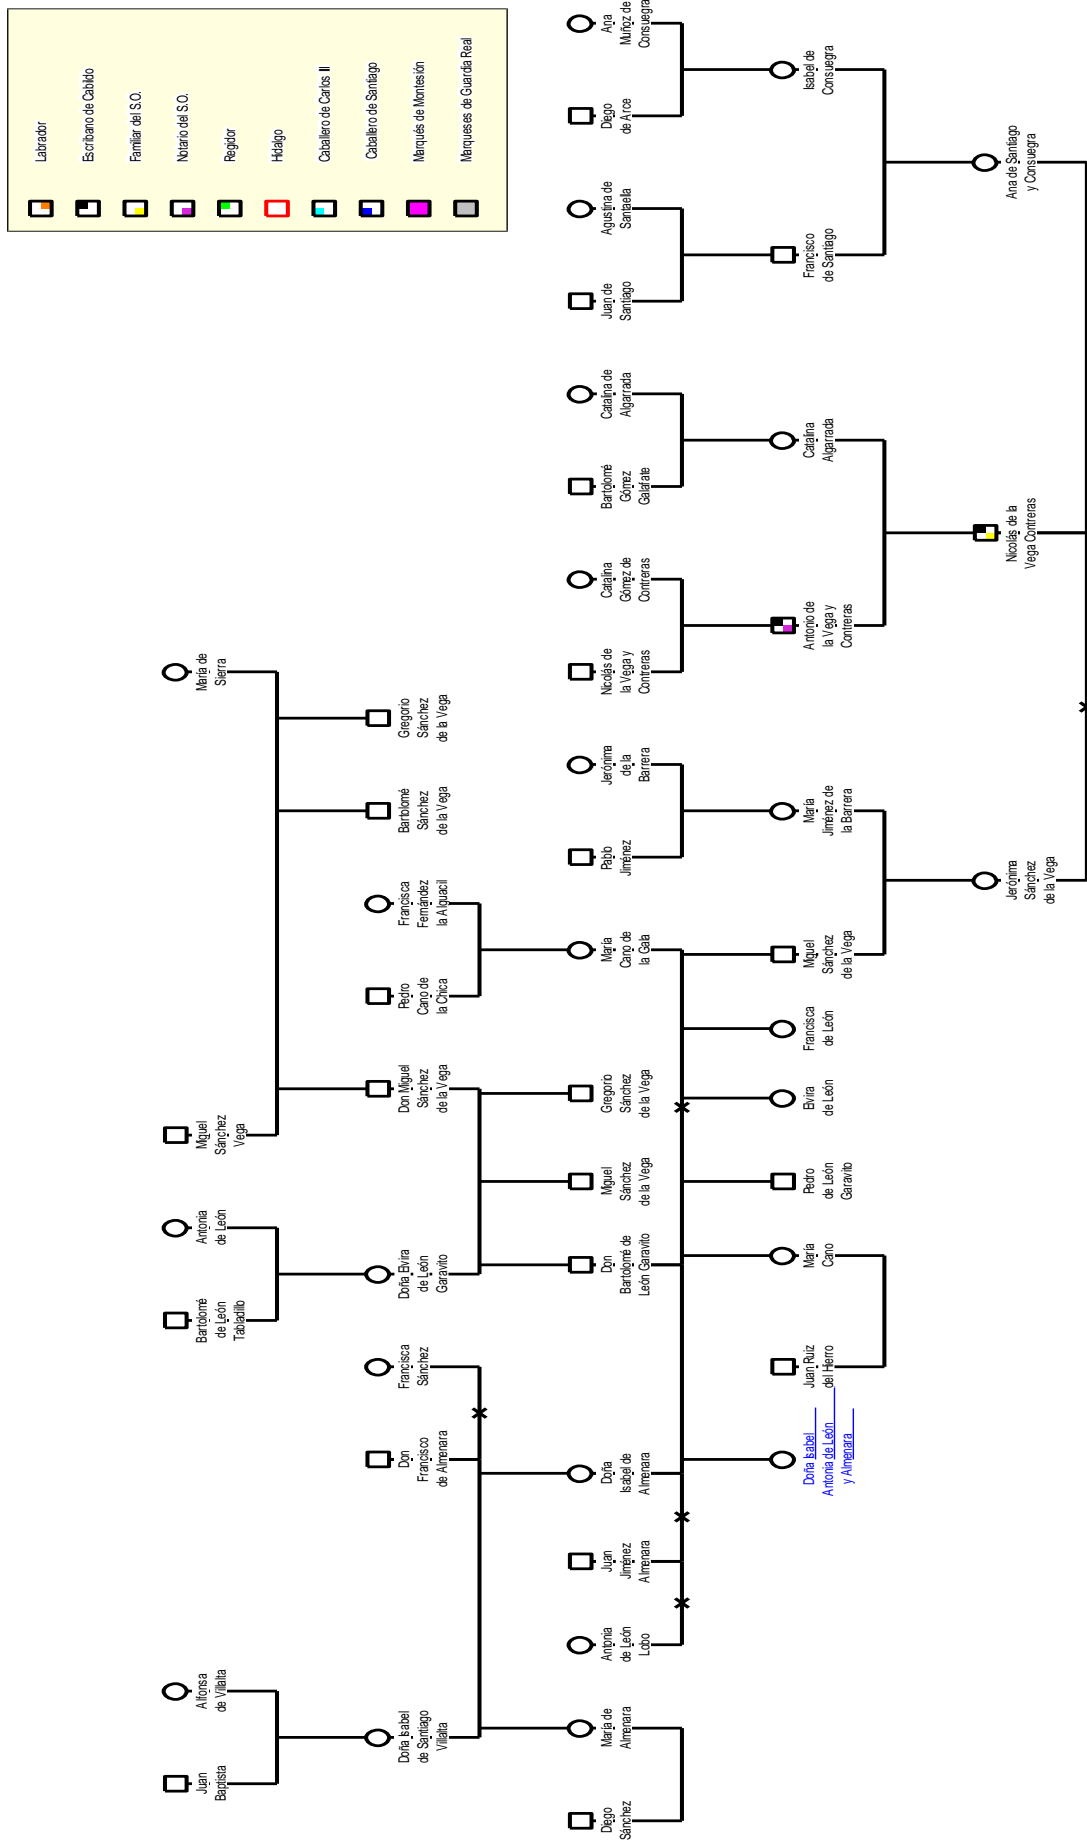 Labrador
Escribano de Cabildo
Familiar del S.O.
Notario del S.O.
Regidor
Hidalgo
Caballero de Carlos III
Caballero de Santiago
Marqués de Montesión
Marqueses de Guardia Real
Juan
Baptista
Alfonsa
de Villalta
Bartolomé
de León
Tabladillo
Antonia
de León
Miguel
Sánchez
Vega
María de
Sierra
Doña Isabel
de Santiago
Villalta
Don
Francisco
de Almenara
Francisca
Sánchez
Doña Elvira
de León
Garavito
Don Miguel
Sánchez
de la Vega
Pedro
Cano de
la Chica
Francisca
Fernández
la Alguacil
Bartolomé
Sánchez
de la Vega
Gregorio
Sánchez
de la Vega
Diego
Sánchez
María de
Almenara
Antonia
de León
Lobo
Juan
Jiménez
Almenara
Doña
Isabel de
Almenara
Don
Bartolomé de
León Garavito
Miguel
Sánchez
de la Vega
Gregorio
Sánchez
de la Vega
María
Cano de
la Gala
Pablo
Jiménez
Jerónima
de la
Barrera
Nicolás de
la Vega y
Contreras
Catalina
Gómez de
Contreras
Bartolomé
Gómez
Galafate
Catalina de
Algarrada
Juan de
Santiago
Agustina de
Santaella
Diego
de Arce
Ana
Muñoz de
Consuegra
Doña Isabel
Antonia de León
y Almenara
Juan Ruiz
del Hierro
María
Cano
Pedro
de León
Garavito
Elvira
de León
Francisca
de León
Miguel
Sánchez
de la Vega
María
Jiménez de
la Barrera
Antonio de
la Vega y
Contreras
Catalina
Algarrada
Francisco
de Santiago
Isabel de
Consuegra
Jerónima
Sánchez
de la Vega
Nicolás de la
Vega Contreras
Ana de Santiago
y Consuegra